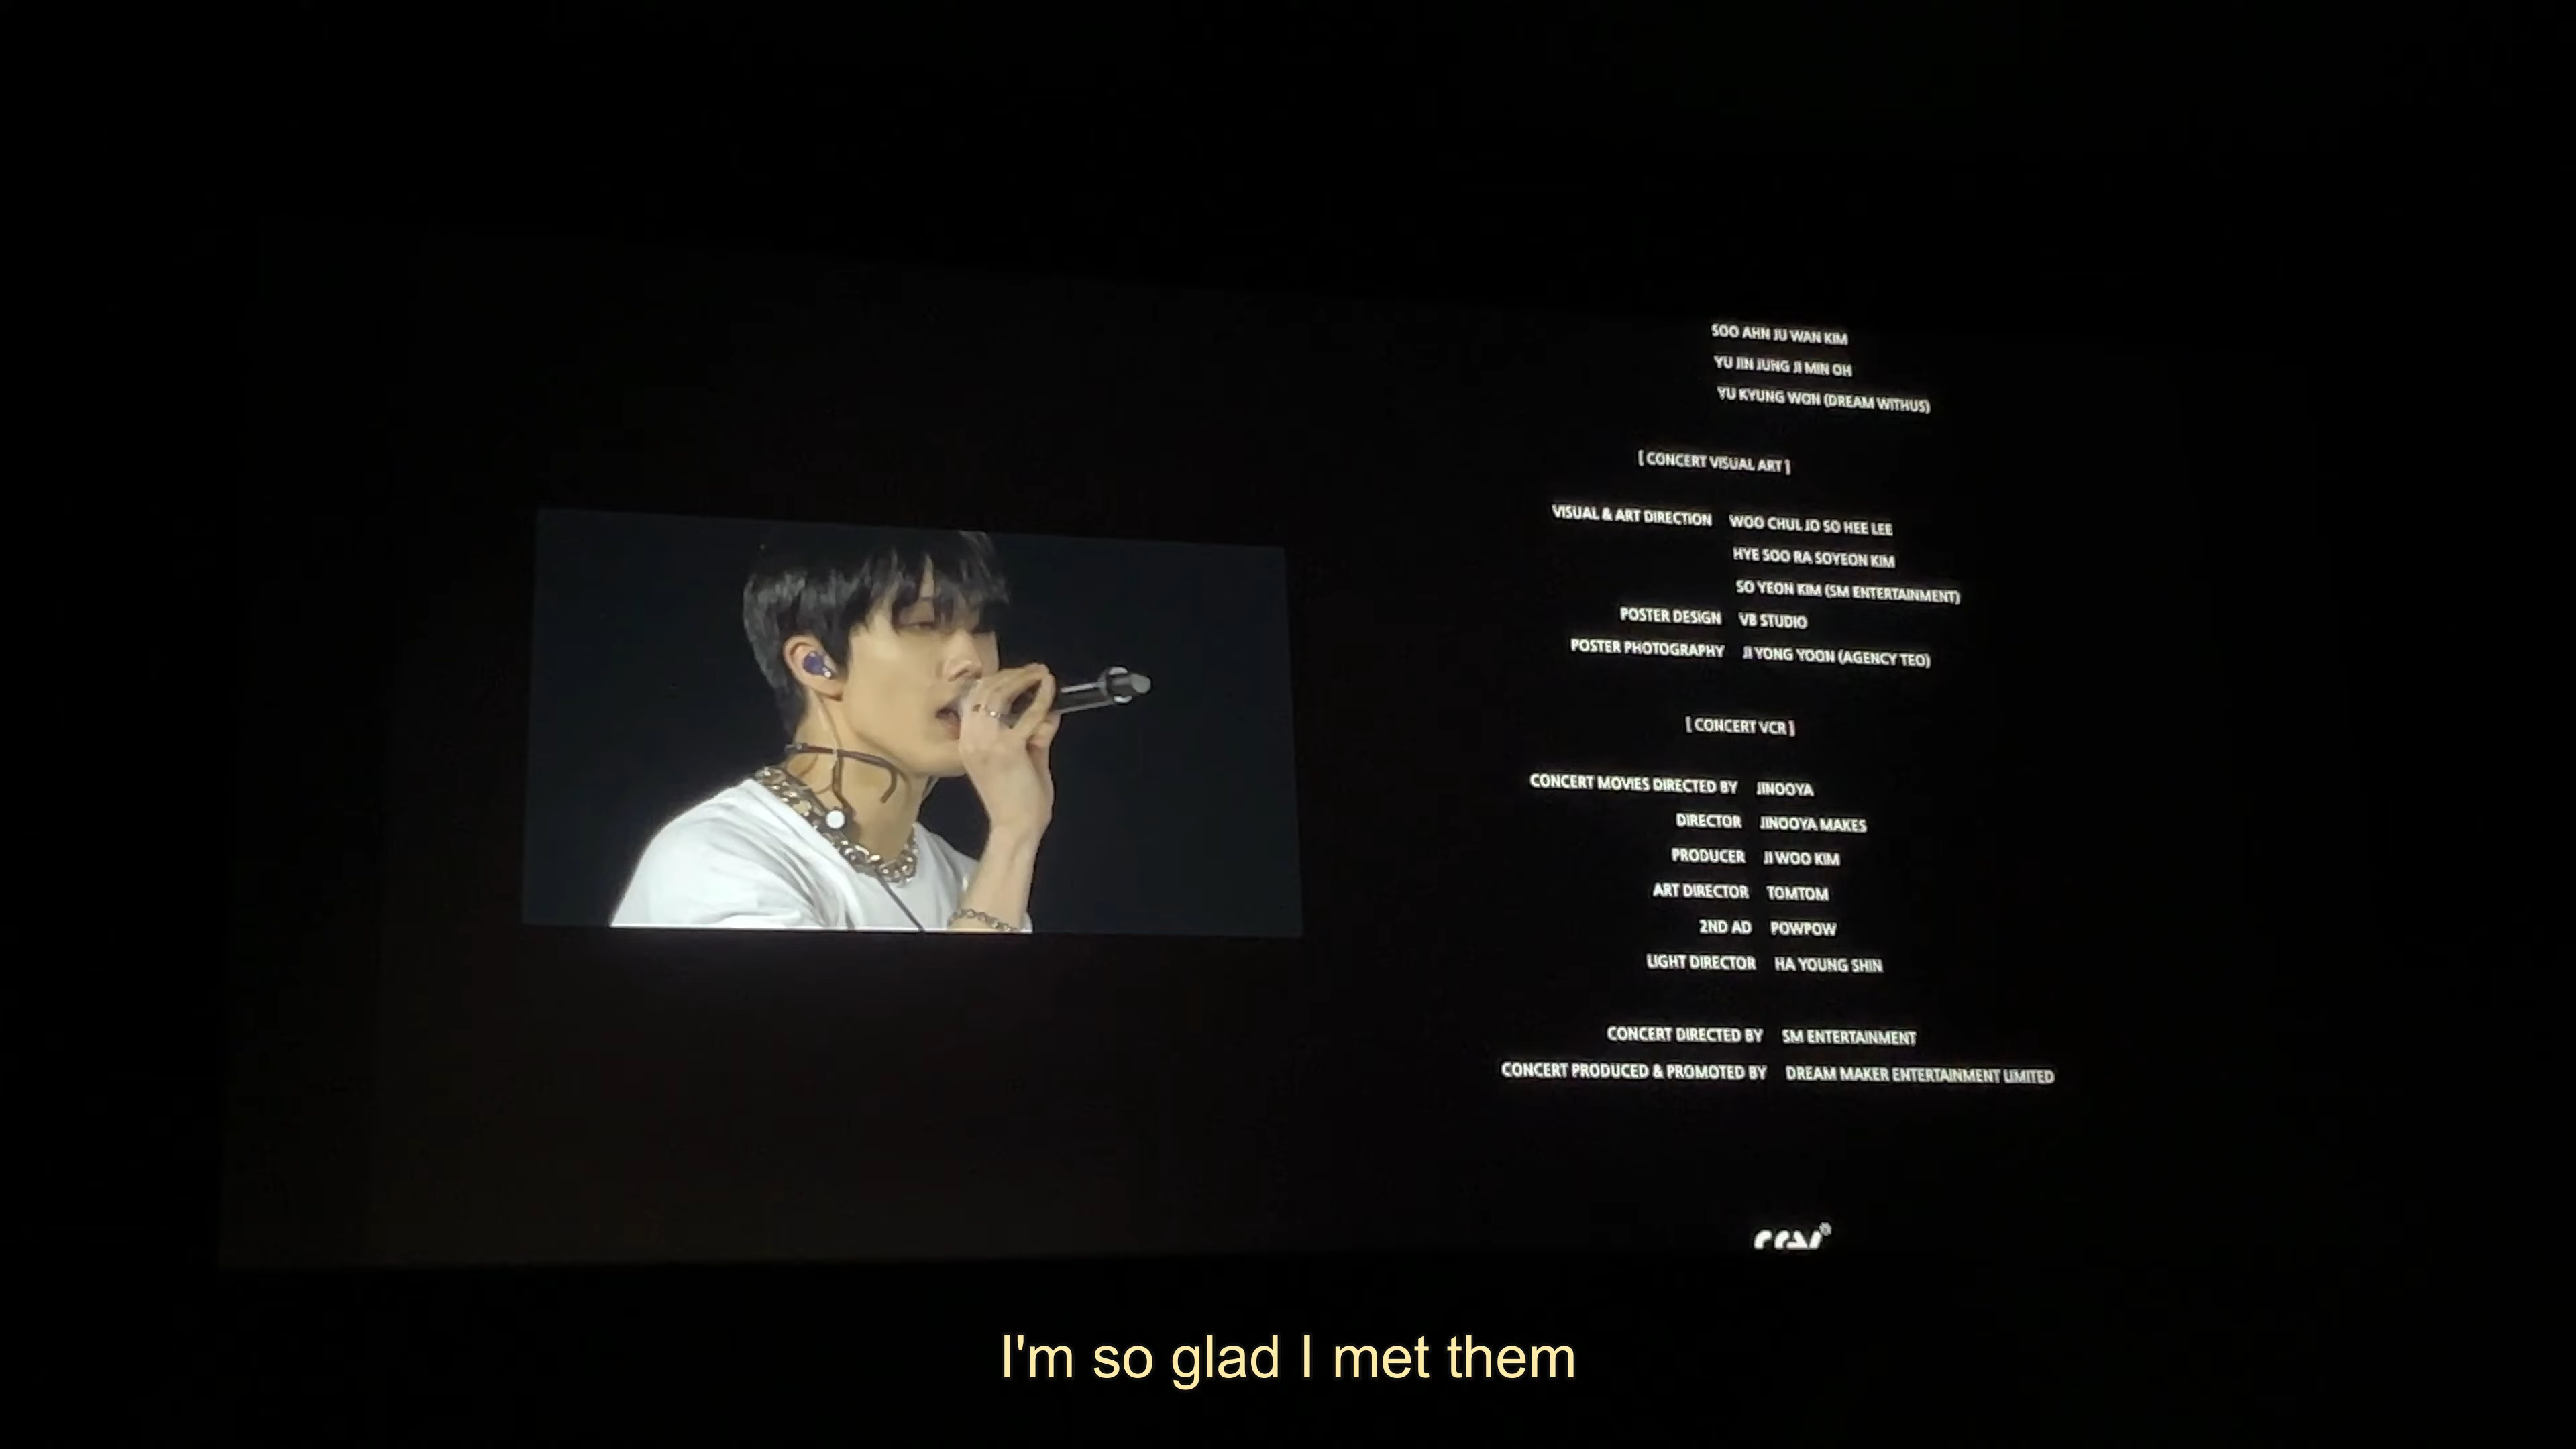 SOO AHN JU WAN KIM
YU JIN JUNG JI MIN OH
YU KYUNG WON (DREAM WITHUS)
[ CONCERT VISUAL ART ]
VISUAL & ART DIRECTION WOO CHUL JO SO HEE LEE
HYE SOO RA SOYEON KIM
SO YEON KIM (SM ENTERTAINMENT)
POSTER DESIGN VB STUDIO
POSTER PHOTOGRAPHY JI YONG YOON (AGENCY TEO)
[ CONCERT VCR ]
CONCERT MOVIES DIRECTED BY JINOOYA
DIRECTOR JINOOYA MAKES
PRODUCER JI WOO KIM
ART DIRECTOR TOMTOM
2ND AD POWPOW
LIGHT DIRECTOR HA YOUNG SHIN
CONCERT DIRECTED BY SM ENTERTAINMENT
CONCERT PRODUCED & PROMOTED BY DREAM MAKER ENTERTAINMENT LIMITED
I'm so glad I met them